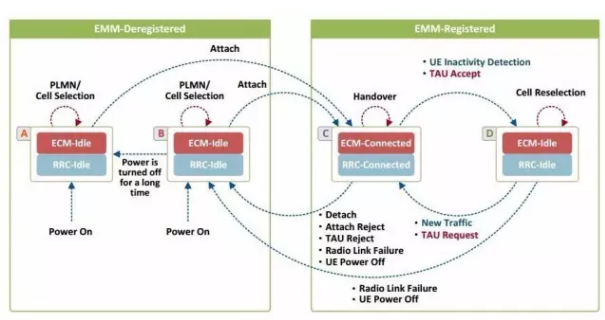 EMM-Deregistered
EMM-Registered
Attach
PLMN/
Cell Selection
PLMN/
Cell Selection
Attach
• UE Inactivity Detection
• TAU Accept
Handover
Cell Reselection
A
ECM-Idle
RRC-Idle
B
ECM-Idle
RRC-Idle
C
ECM-Connected
RRC-Connected
D
ECM-Idle
RRC-Idle
Power is
turned off
for a long
time
Power On
Power On
• Detach
• Attach Reject
• TAU Reject
• Radio Link Failure
• UE Power Off
• New Traffic
• TAU Request
• Radio Link Failure
• UE Power Off